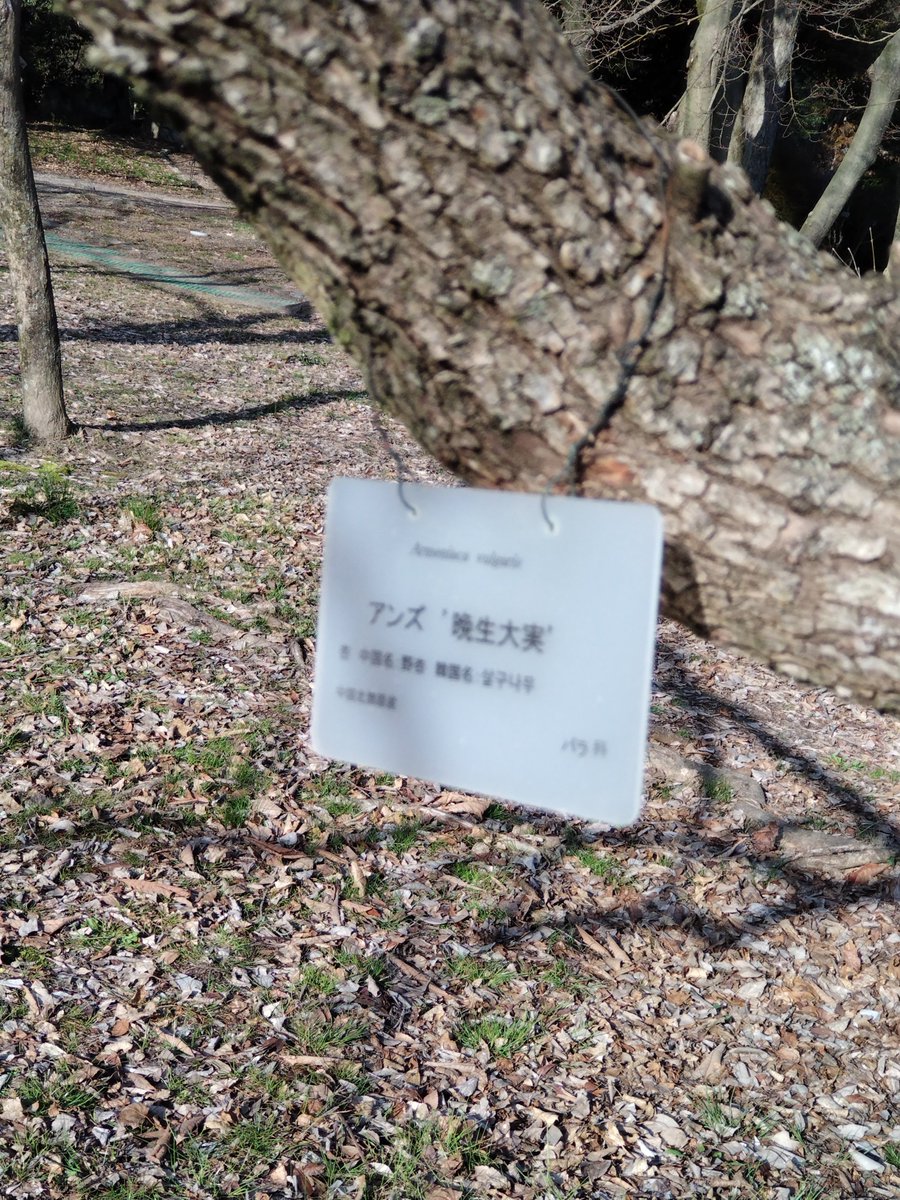 Armeniaca vulgaris
アンズ '晩生大実'
杏 中国名:野杏 韓国名:살구나무
中国北部原産
バラ科